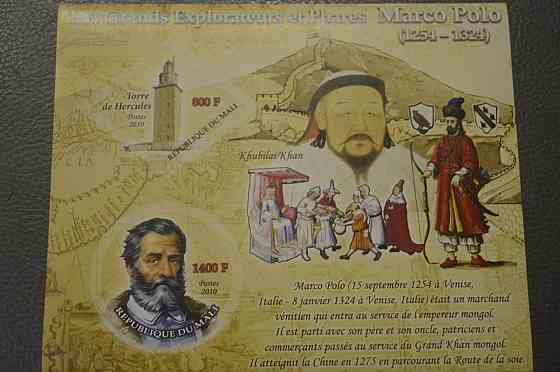 Grands Explorateurs et Pirates Marco Polo
(1254 - 1324)
Torre
de Hercules
Postes
2010
800 F
REPUBLIQUE DU MALI
Khubilas Khan
1400 F
Postes
2010
REPUBLIQUE DU MALI
Marco Polo (15 septembre 1254 à Venise,
Italie - 8 janvier 1324 à Venise, Italie) était un marchand
vénitien qui entra au service de l'empereur mongol.
Il est parti avec son père et son oncle, patriciens et
commerçants passés au service du Grand Khan mongol.
Il atteignit la Chine en 1275 en parcourant la Route de la soie.